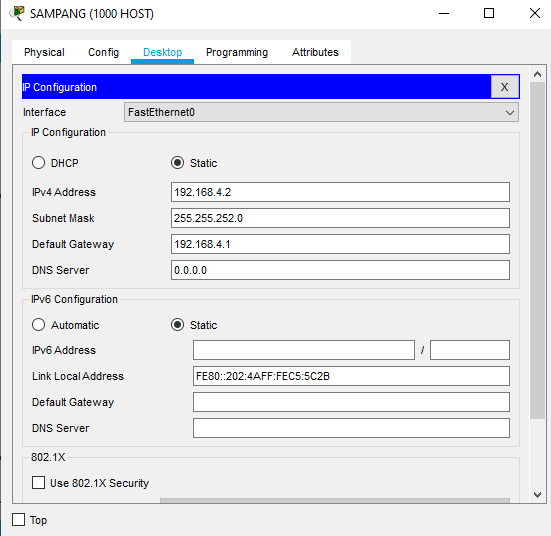 SAMPANG (1000 HOST)
Physical Config Desktop Programming Attributes
IP Configuration X
Interface FastEthernet0
IP Configuration
DHCP Static
IPv4 Address 192.168.4.2
Subnet Mask 255.255.252.0
Default Gateway 192.168.4.1
DNS Server 0.0.0.0
IPv6 Configuration
Automatic Static
IPv6 Address /
Link Local Address FE80::202:4AFF:FEC5:5C2B
Default Gateway
DNS Server
802.1X
Use 802.1X Security
Top